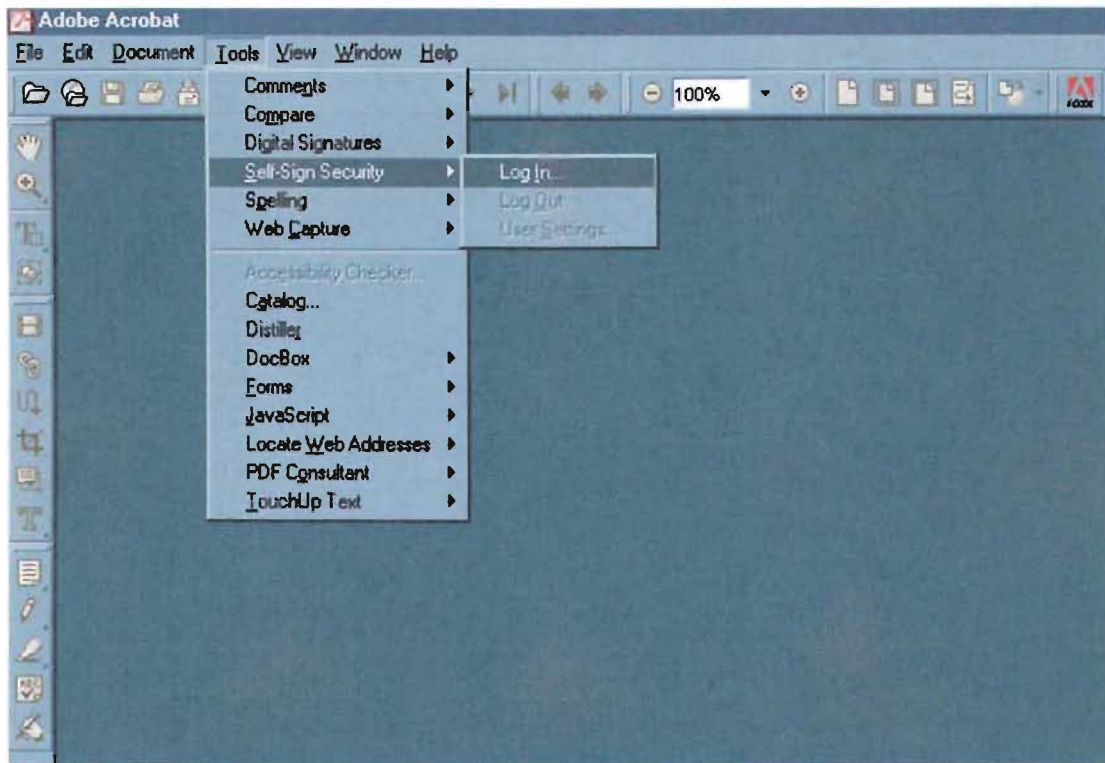 Adobe Acrobat
File Edit Document Tools View Window Help
100%
Adobe
Comments
Compare
Digital Signatures
Self-Sign Security
Log In...
Log Out
User Settings...
Spelling
Web Capture
Accessibility Checker...
Catalog...
Distiller
DocBox
Forms
JavaScript
Locate Web Addresses
PDF Consultant
TouchUp Text